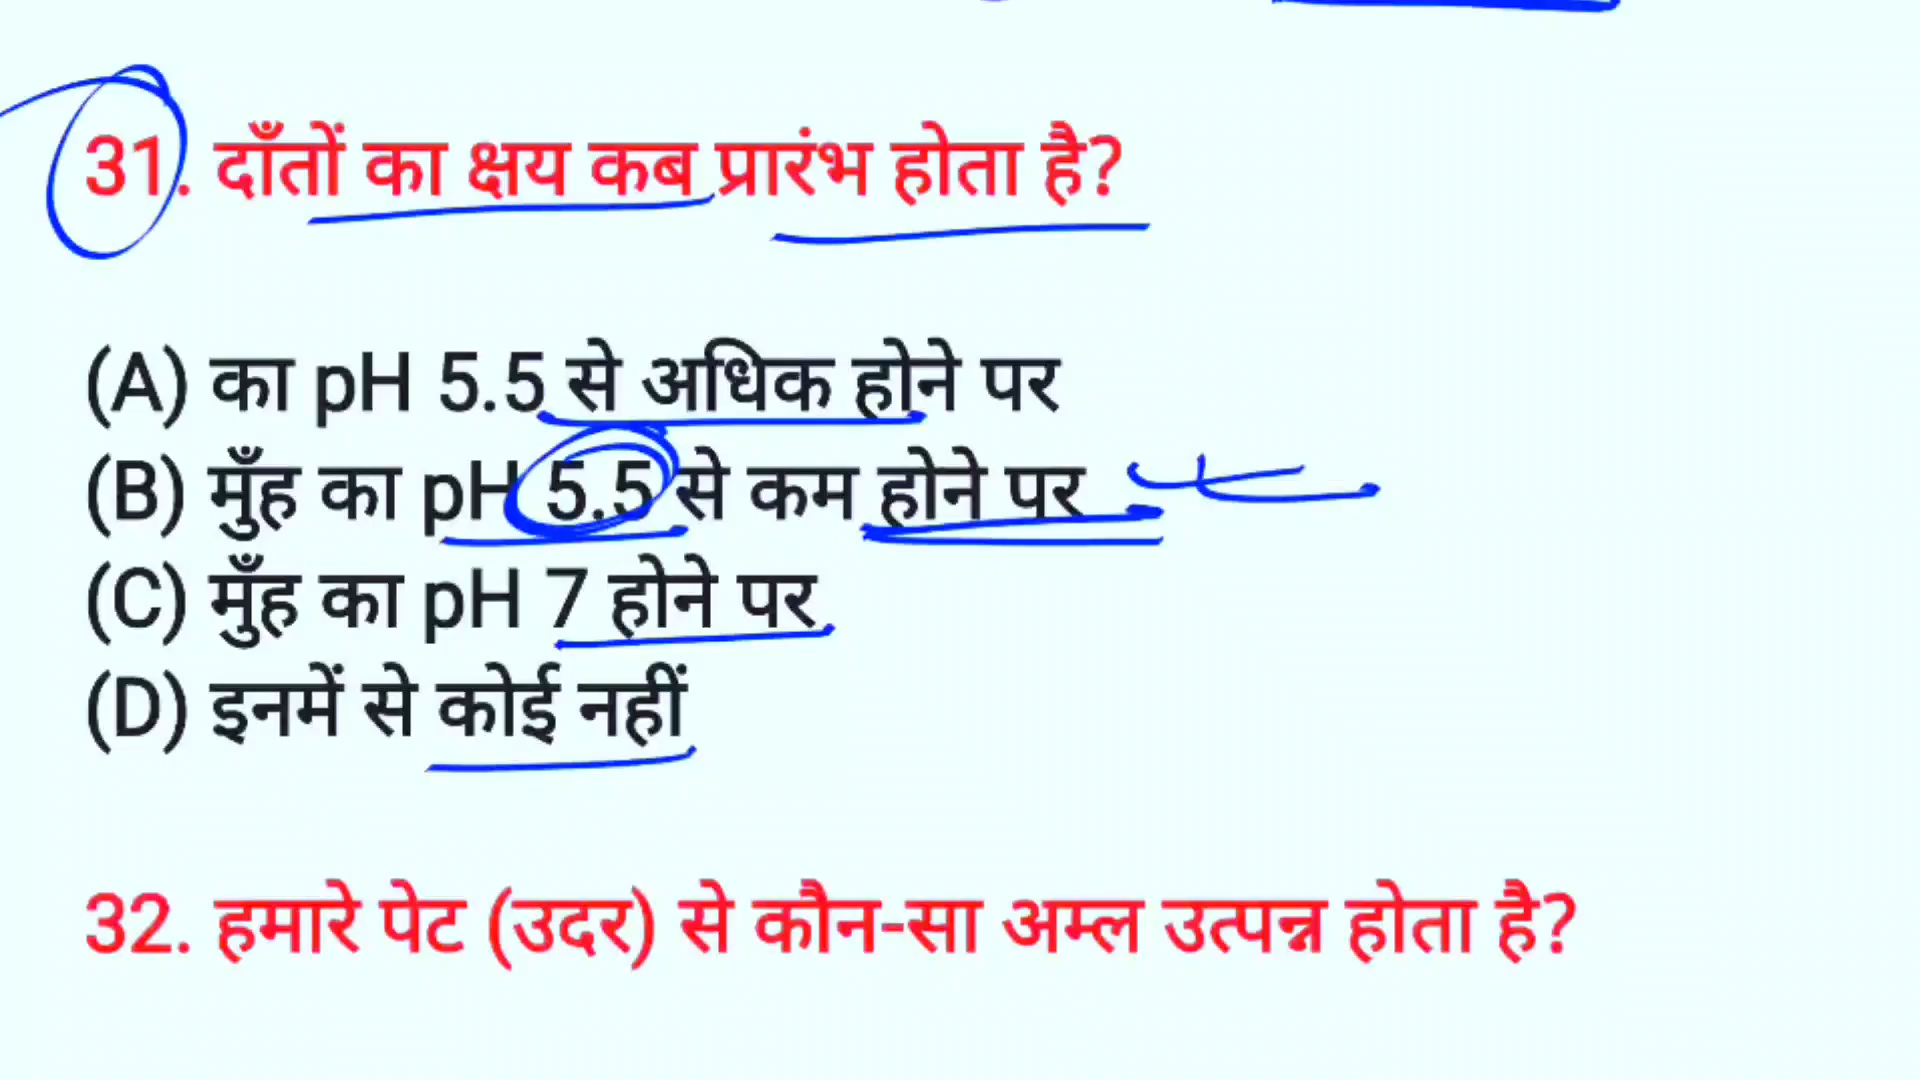 31. दाँतों का क्षय कब प्रारंभ होता है?
(A) का pH 5.5 से अधिक होने पर
(B) मुँह का pH 5.5 से कम होने पर
(C) मुँह का pH 7 होने पर
(D) इनमें से कोई नहीं
32. हमारे पेट (उदर) से कौन-सा अम्ल उत्पन्न होता है?